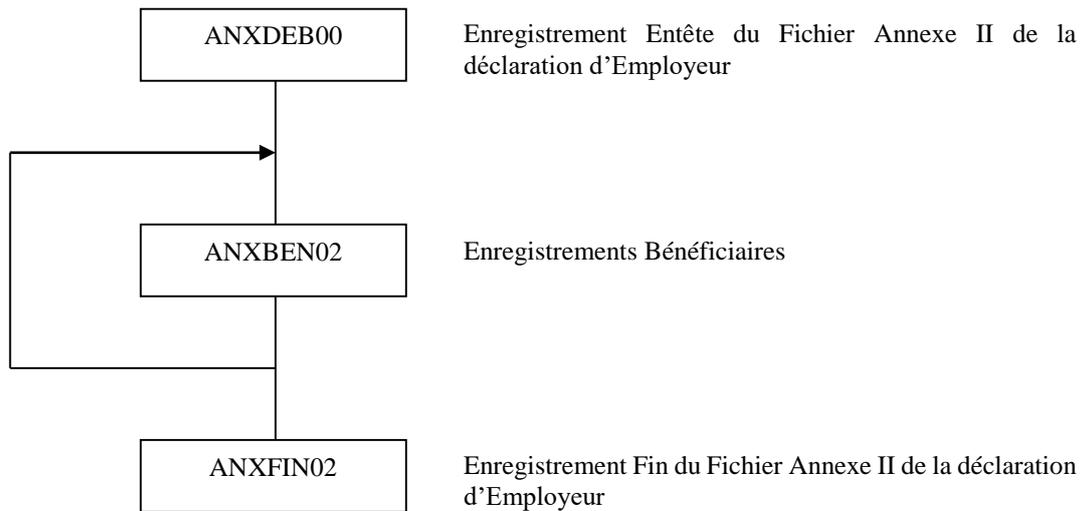 ANXDEB00
Enregistrement Entête du Fichier Annexe II de la
déclaration d’Employeur
ANXBEN02
Enregistrements Bénéficiaires
ANXFIN02
Enregistrement Fin du Fichier Annexe II de la déclaration
d’Employeur